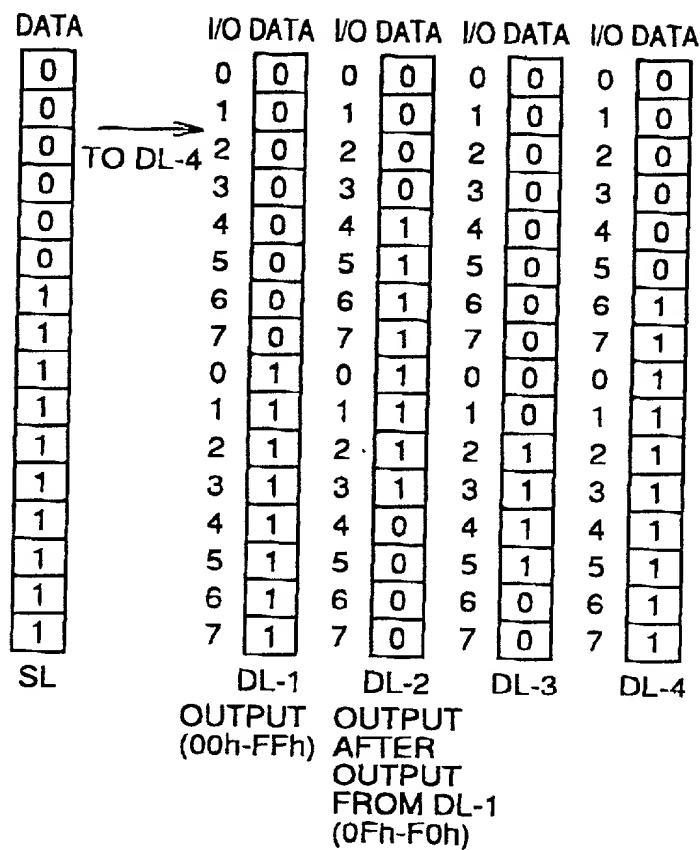 DATA I/O DATA I/O DATA I/O DATA I/O DATA
0 0 0 0 0 0 0 0 0
0 1 0 1 0 1 0 1 0
0 2 0 2 0 2 0 2 0
TO DL-4
0 3 0 3 0 3 0 3 0
0 4 0 4 1 4 0 4 0
0 5 0 5 1 5 0 5 0
1 6 0 6 1 6 0 6 1
1 7 0 7 1 7 0 7 1
1 0 1 0 1 0 0 0 1
1 1 1 1 1 1 0 1 1
1 2 1 2 1 2 1 2 1
1 3 1 3 1 3 1 3 1
1 4 1 4 0 4 1 4 1
1 5 1 5 0 5 1 5 1
1 6 1 6 0 6 0 6 1
1 7 1 7 0 7 0 7 1
SL DL-1 DL-2 DL-3 DL-4
OUTPUT
(00h-FFh)
OUTPUT
AFTER
OUTPUT
FROM DL-1
(0Fh-F0h)